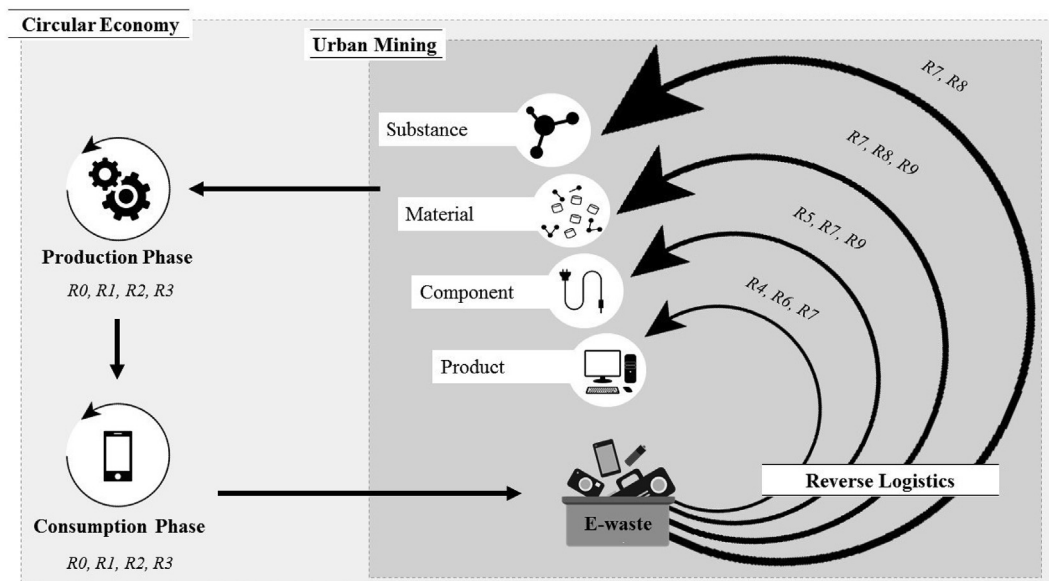 Circular Economy
Urban Mining
R7, R8
Substance
R7, R8, R9
Material
R5, R7, R9
Production Phase
R0, R1, R2, R3
Component
R4, R6, R7
Product
Reverse Logistics
E-waste
Consumption Phase
R0, R1, R2, R3